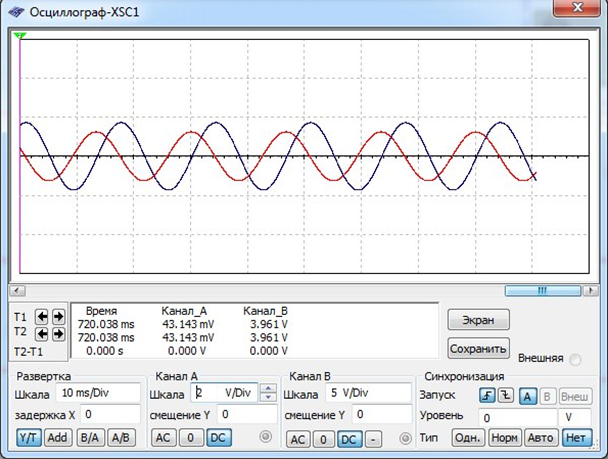 Осциллограф-XSC1
Время Канал_A Канал_B
T1 720.038 ms 43.143 mV 3.961 V
T2 720.038 ms 43.143 mV 3.961 V
T2-T1 0.000 s 0.000 V 0.000 V
Экран
Сохранить
Внешняя
Развертка Канал A Канал B Синхронизация
Шкала 10 ms/Div Шкала 2 V/Div Шкала 5 V/Div Запуск A B Внеш
задержка X 0 смещение Y 0 смещение Y 0 Уровень 0 V
Y/T Add B/A A/B AC 0 DC AC 0 DC - Тип Одн. Норм Авто Нет